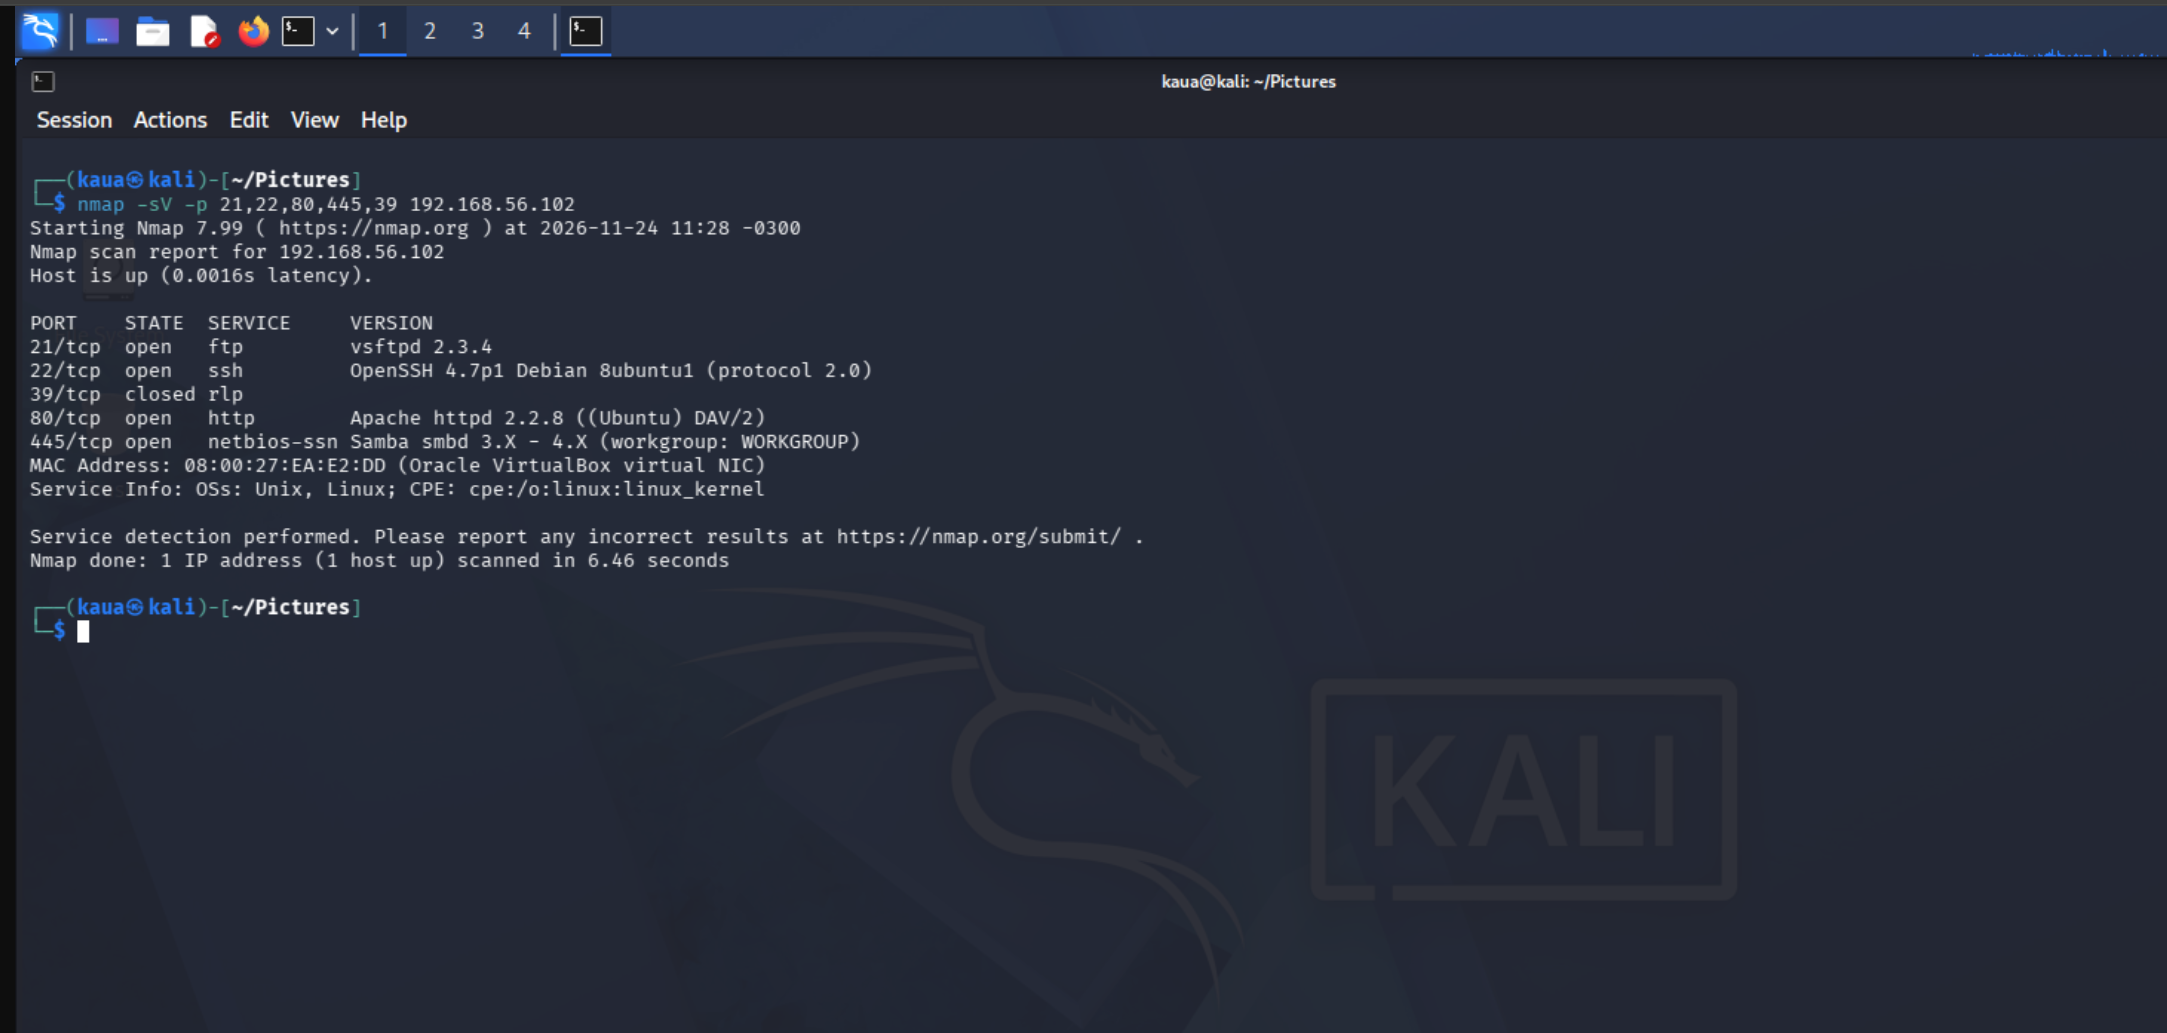 1 2 3 4
kaua@kali: ~/Pictures
Session Actions Edit View Help
┌──(kaua㉿kali)-[~/Pictures]
└─$ nmap -sV -p 21,22,80,445,39 192.168.56.102
Starting Nmap 7.99 ( https://nmap.org ) at 2026-11-24 11:28 -0300
Nmap scan report for 192.168.56.102
Host is up (0.0016s latency).
PORT    STATE  SERVICE     VERSION
21/tcp  open   ftp         vsftpd 2.3.4
22/tcp  open   ssh         OpenSSH 4.7p1 Debian 8ubuntu1 (protocol 2.0)
39/tcp  closed rlp
80/tcp  open   http        Apache httpd 2.2.8 ((Ubuntu) DAV/2)
445/tcp open   netbios-ssn Samba smbd 3.X - 4.X (workgroup: WORKGROUP)
MAC Address: 08:00:27:EA:E2:DD (Oracle VirtualBox virtual NIC)
Service Info: OSs: Unix, Linux; CPE: cpe:/o:linux:linux_kernel
Service detection performed. Please report any incorrect results at https://nmap.org/submit/ .
Nmap done: 1 IP address (1 host up) scanned in 6.46 seconds
┌──(kaua㉿kali)-[~/Pictures]
└─$
KALI